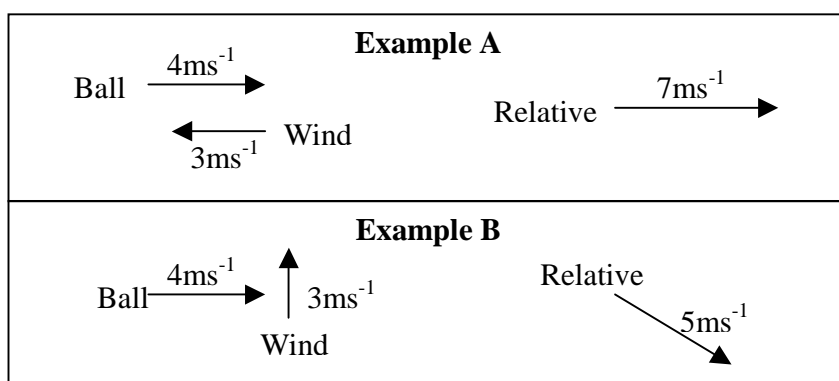 Example A
4ms⁻¹
Ball
7ms⁻¹
Relative
Wind
3ms⁻¹
Example B
4ms⁻¹
Ball
3ms⁻¹
Wind
Relative
5ms⁻¹